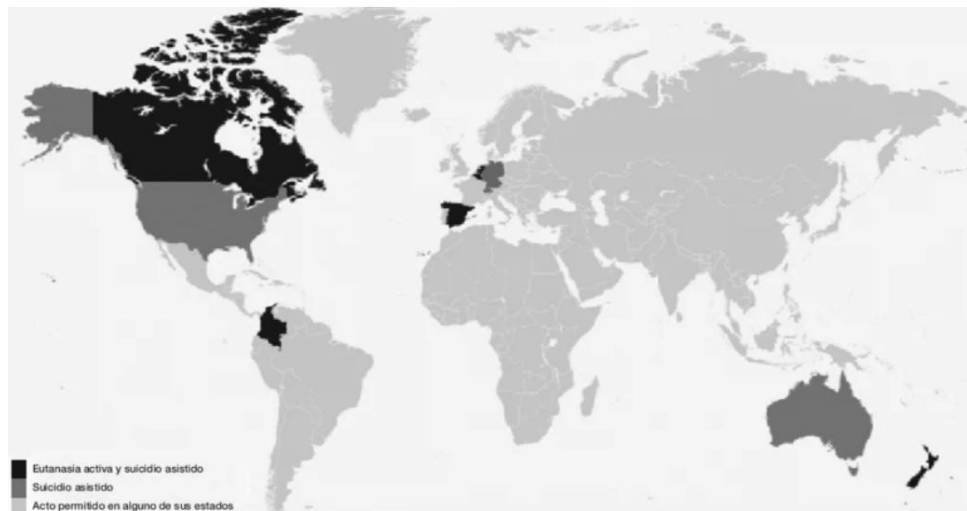 Eutanasia activa y suicidio asistido
Suicidio asistido
Acto permitido en alguno de sus estados